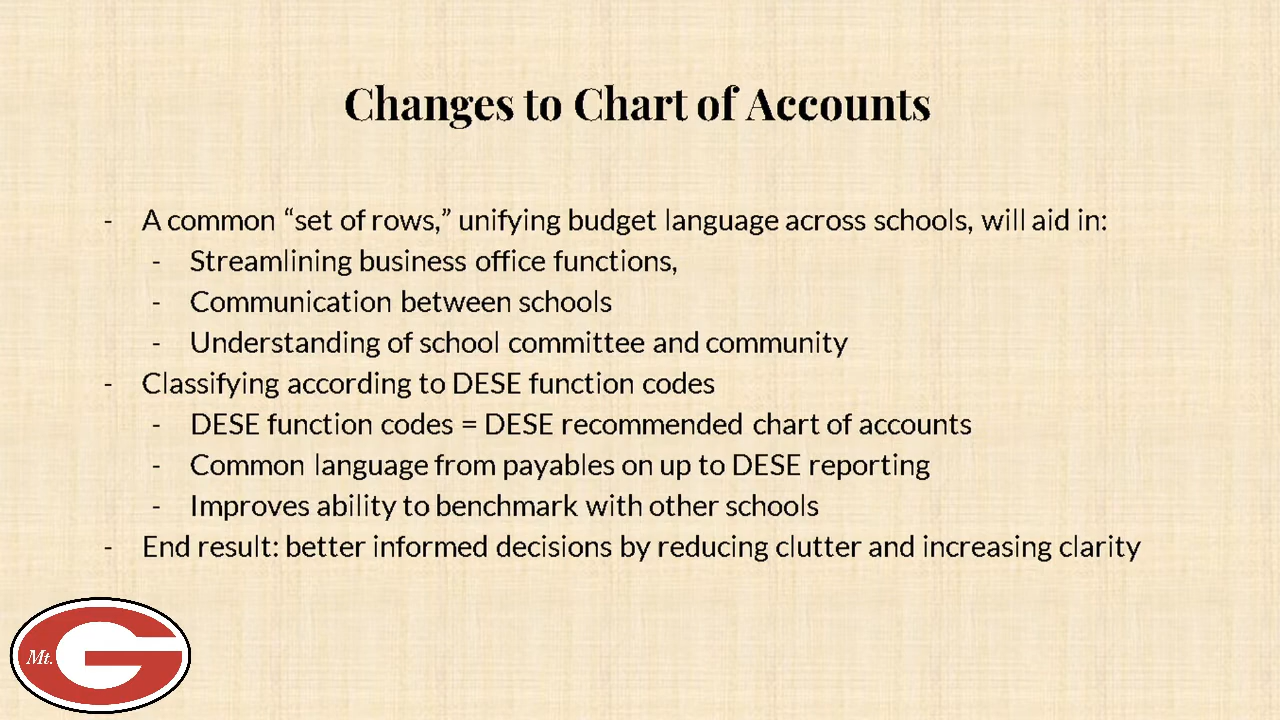 Changes to Chart of Accounts
- A common “set of rows,” unifying budget language across schools, will aid in:
- Streamlining business office functions,
- Communication between schools
- Understanding of school committee and community
- Classifying according to DESE function codes
- DESE function codes = DESE recommended chart of accounts
- Common language from payables on up to DESE reporting
- Improves ability to benchmark with other schools
- End result: better informed decisions by reducing clutter and increasing clarity
Mt. G